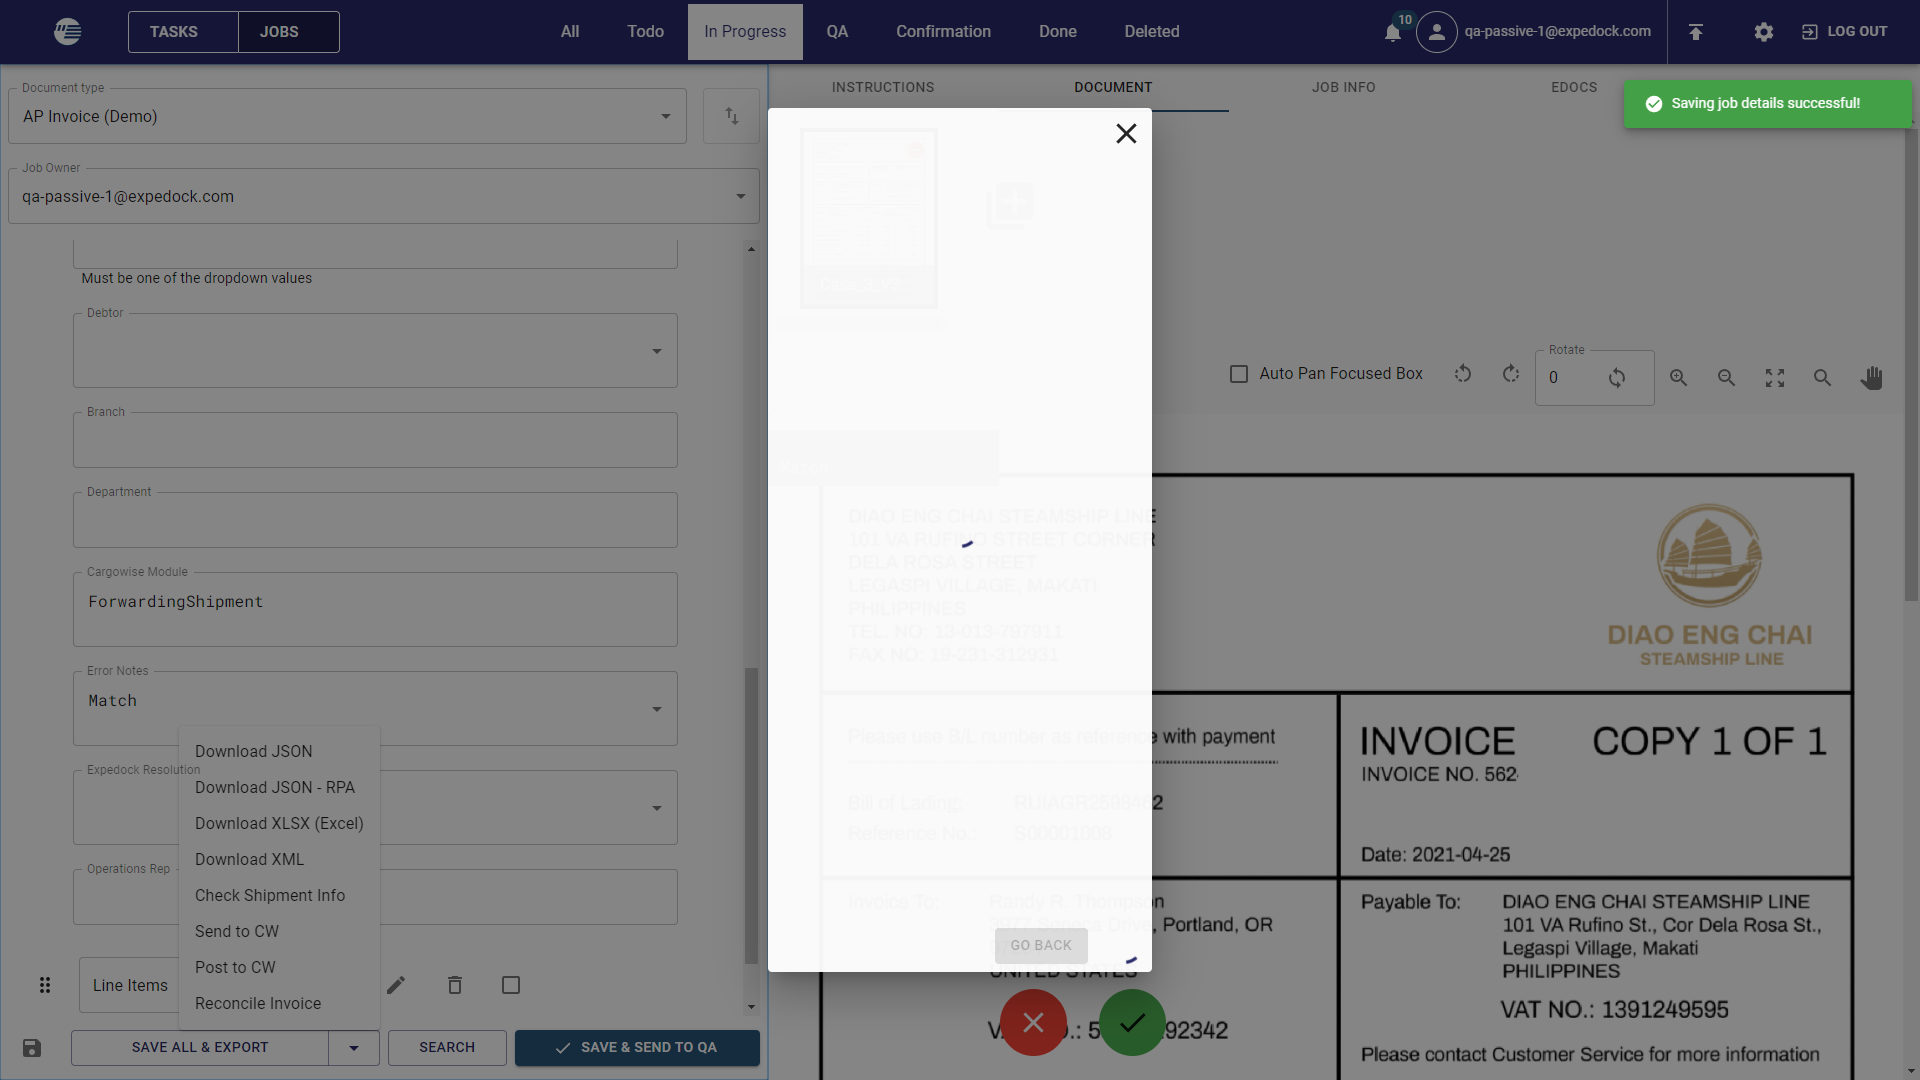 TASKS
JOBS
All
Todo
In Progress
QA
Confirmation
Done
Deleted
10
qa-passive-1@expedock.com
LOG OUT
Document type
AP Invoice (Demo)
Job Owner
qa-passive-1@expedock.com
Must be one of the dropdown values
Debtor
Branch
Department
Cargowise Module
ForwardingShipment
Error Notes
Match
Expedock Resolution
Operations Rep
Download JSON
Download JSON - RPA
Download XLSX (Excel)
Download XML
Check Shipment Info
Send to CW
Post to CW
Reconcile Invoice
Line Items
SAVE ALL & EXPORT
SEARCH
SAVE & SEND TO QA
INSTRUCTIONS
DOCUMENT
JOB INFO
EDOCS
Saving job details successful!
Auto Pan Focused Box
Rotate
0
DIAO ENG CHAI STEAMSHIP LINE
101 VA RUFINO STREET CORNER
DELA ROSA STREET
LEGASPI VILLAGE, MAKATI
PHILIPPINES
TEL. NO: 13-013-797911
FAX NO: 19-231-312931
DIAO ENG CHAI
STEAMSHIP LINE
Please use B/L number as reference with payment
INVOICE
COPY 1 OF 1
INVOICE NO. 562
Bill of Lading:
Reference No.:
S00001008
Date: 2021-04-25
Invoice To:
Randy R. Thompson
Drive, Portland, OR
UNITED STATES
GO BACK
Payable To:
DIAO ENG CHAI STEAMSHIP LINE
101 VA Rufino St., Cor Dela Rosa St.,
Legaspi Village, Makati
PHILIPPINES
VAT NO.: 1391249595
92342
Please contact Customer Service for more information